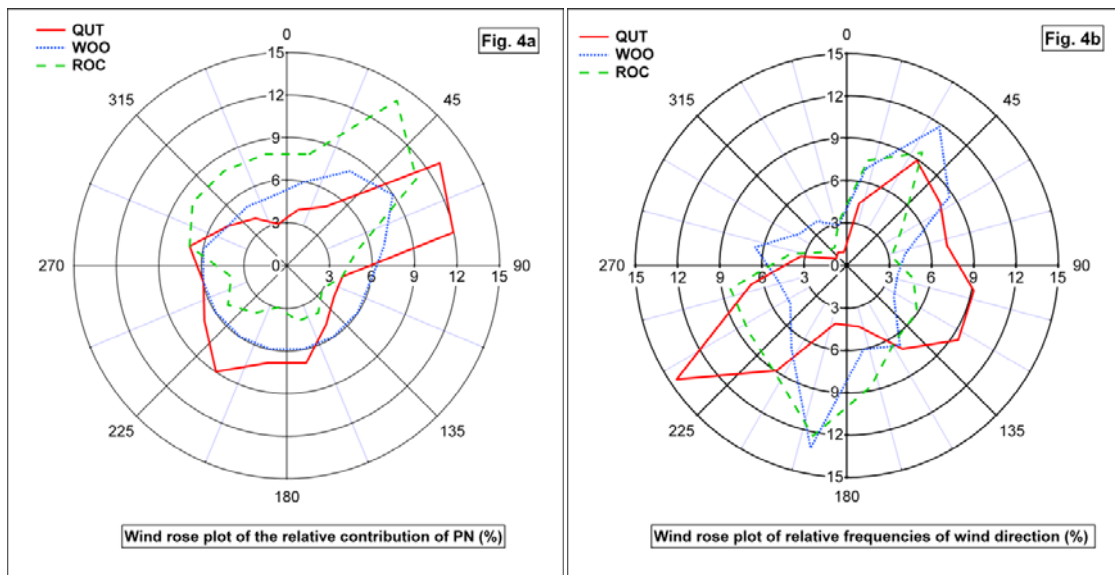 QUT
WOO
ROC
Fig. 4a
0
15
12
9
6
3
0
3 6 9 12 15
45
90
135
180
225
270
315
Wind rose plot of the relative contribution of PN (%)
QUT
WOO
ROC
Fig. 4b
0
15
12
9
6
3
0
3
6
9
12
15
15 12 9 6 3
3 6 9 12 15
45
90
135
180
225
270
315
Wind rose plot of relative frequencies of wind direction (%)